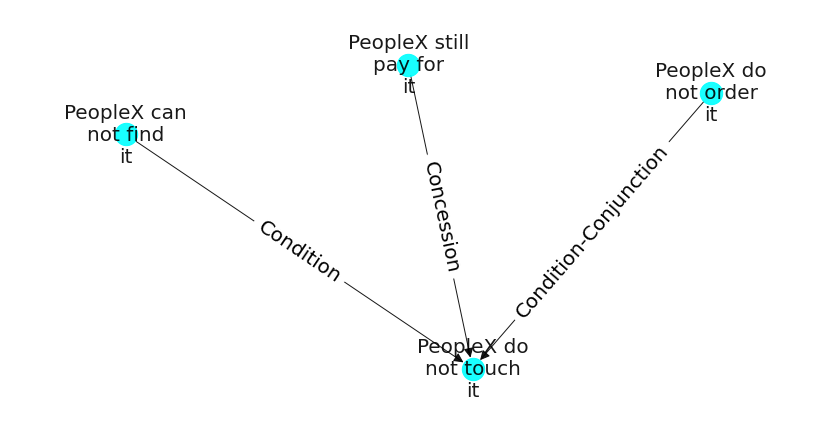 PeopleX still
pay for
it
PeopleX do
not order
it
PeopleX can
not find
it
Condition
Concession
Condition-Conjunction
PeopleX do
not touch
it